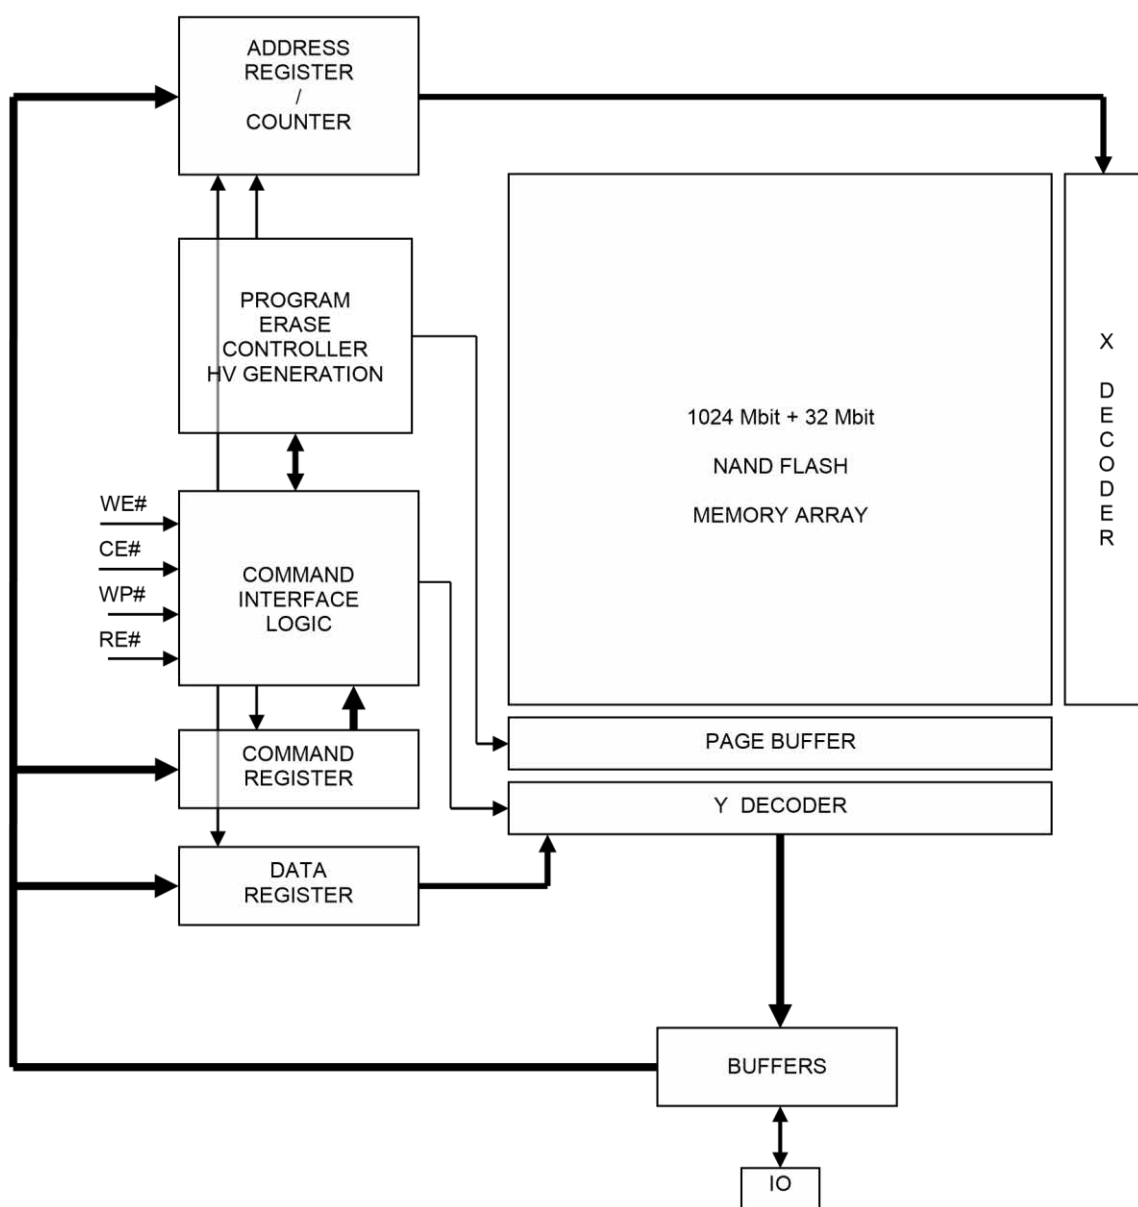 ADDRESS
REGISTER
/
COUNTER
PROGRAM
ERASE
CONTROLLER
HV GENERATION
1024 Mbit + 32 Mbit
NAND FLASH
MEMORY ARRAY
X
D
E
C
O
D
E
R
WE#
CE#
WP#
RE#
COMMAND
INTERFACE
LOGIC
PAGE BUFFER
COMMAND
REGISTER
Y DECODER
DATA
REGISTER
BUFFERS
IO